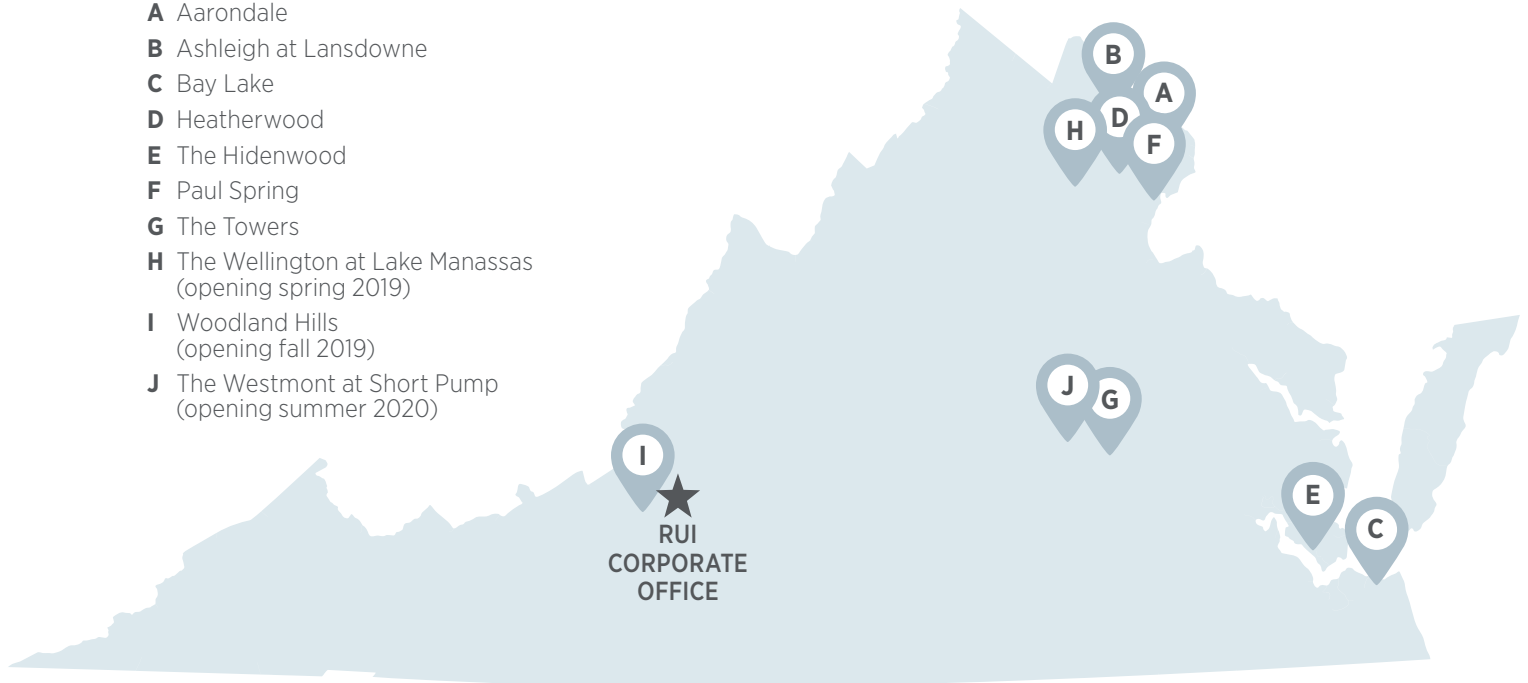 A Aarondale
B Ashleigh at Lansdowne
C Bay Lake
D Heatherwood
E The Hidenwood
F Paul Spring
G The Towers
H The Wellington at Lake Manassas
(opening spring 2019)
I Woodland Hills
(opening fall 2019)
J The Westmont at Short Pump
(opening summer 2020)
B
A
D
H
F
J
G
I
E
C
RUI
CORPORATE
OFFICE